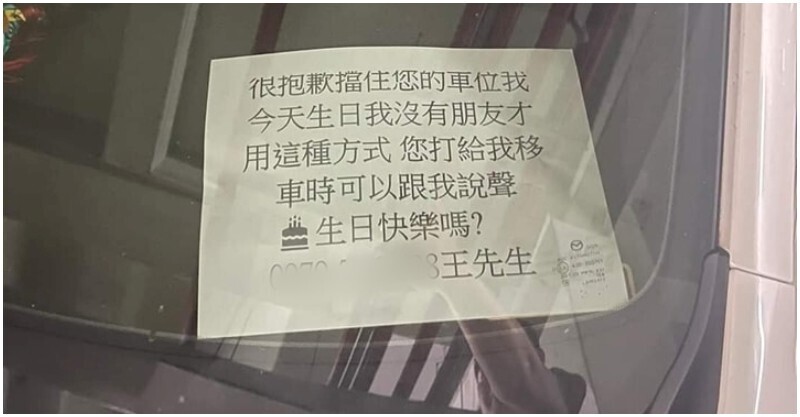 很抱歉擋住您的車位我
今天生日我沒有朋友才
用這種方式 您打給我移
車時可以跟我說聲
生日快樂嗎?
王先生